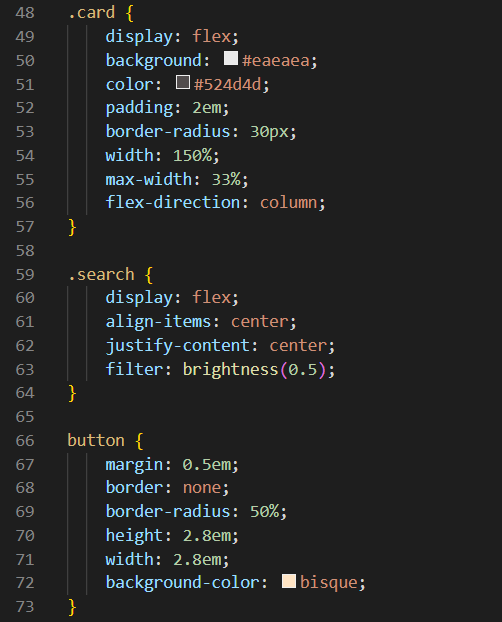 48 .card {
49 display: flex;
50 background: #eaeaea;
51 color: #524d4d;
52 padding: 2em;
53 border-radius: 30px;
54 width: 150%;
55 max-width: 33%;
56 flex-direction: column;
57 }
58
59 .search {
60 display: flex;
61 align-items: center;
62 justify-content: center;
63 filter: brightness(0.5);
64 }
65
66 button {
67 margin: 0.5em;
68 border: none;
69 border-radius: 50%;
70 height: 2.8em;
71 width: 2.8em;
72 background-color: bisque;
73 }